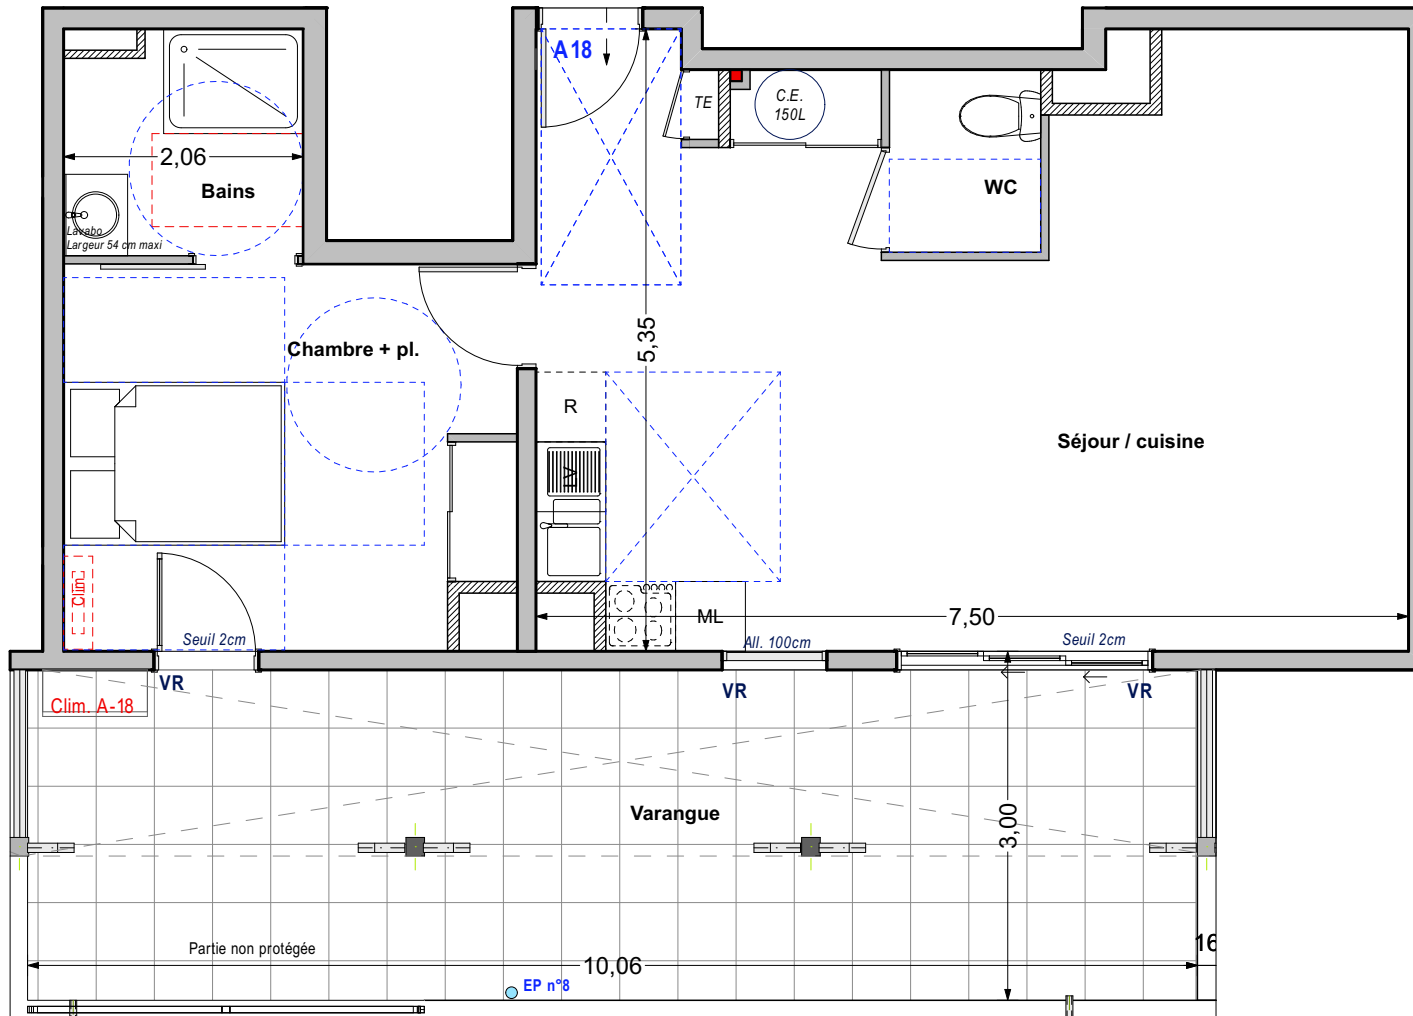 A18
TE
C.E.
150L
2,06
Bains
WC
Lavabo
Largeur 54 cm maxi
5,35
Chambre + pl.
R
Séjour / cuisine
LV
Clim.
ML
7,50
Seuil 2cm
All. 100cm
Seuil 2cm
VR
VR
VR
Clim. A-18
Varangue
3,00
Partie non protégée
10,06
16
EP n°8